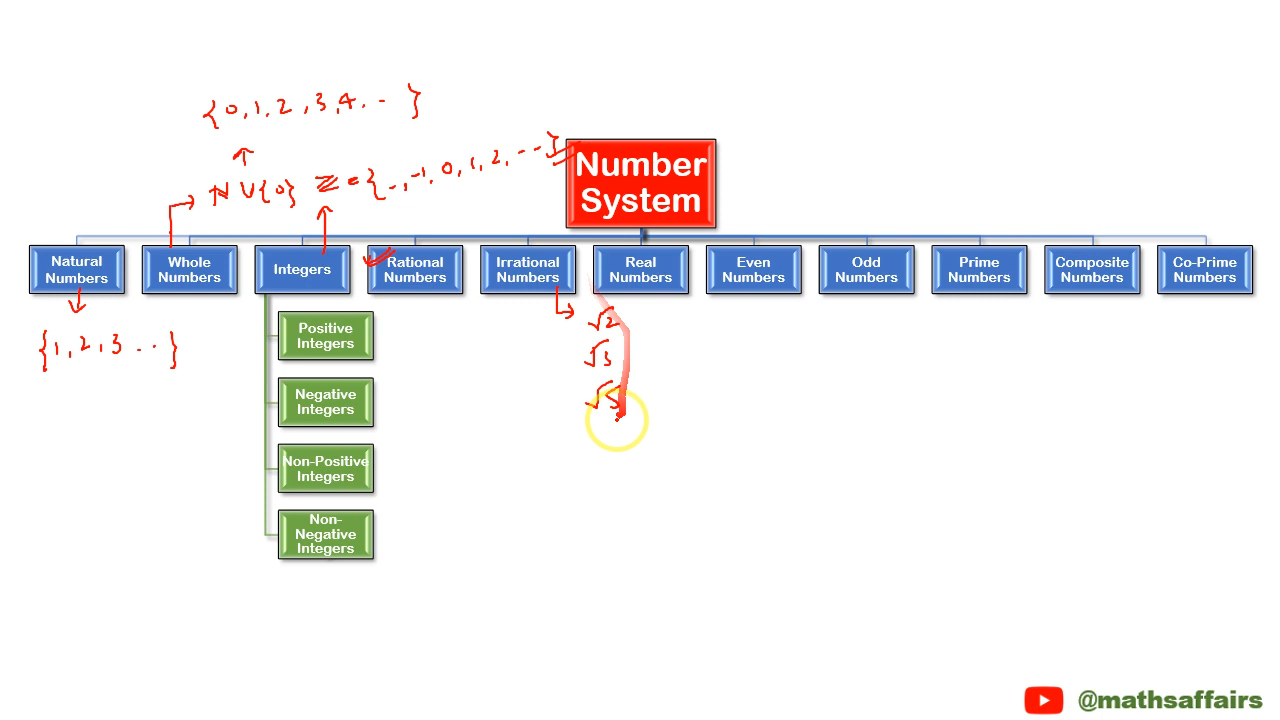 {0, 1, 2, 3, 4, .. }
N U {0} Z = { .., -1, 0, 1, 2, -- -- }
Number
System
Natural
Numbers
Whole
Numbers
Integers
Rational
Numbers
Irrational
Numbers
Real
Numbers
Even
Numbers
Odd
Numbers
Prime
Numbers
Composite
Numbers
Co-Prime
Numbers
{1, 2, 3 ... }
√2
√3
√5
Positive
Integers
Negative
Integers
Non-Positive
Integers
Non-
Negative
Integers
@mathsaffairs